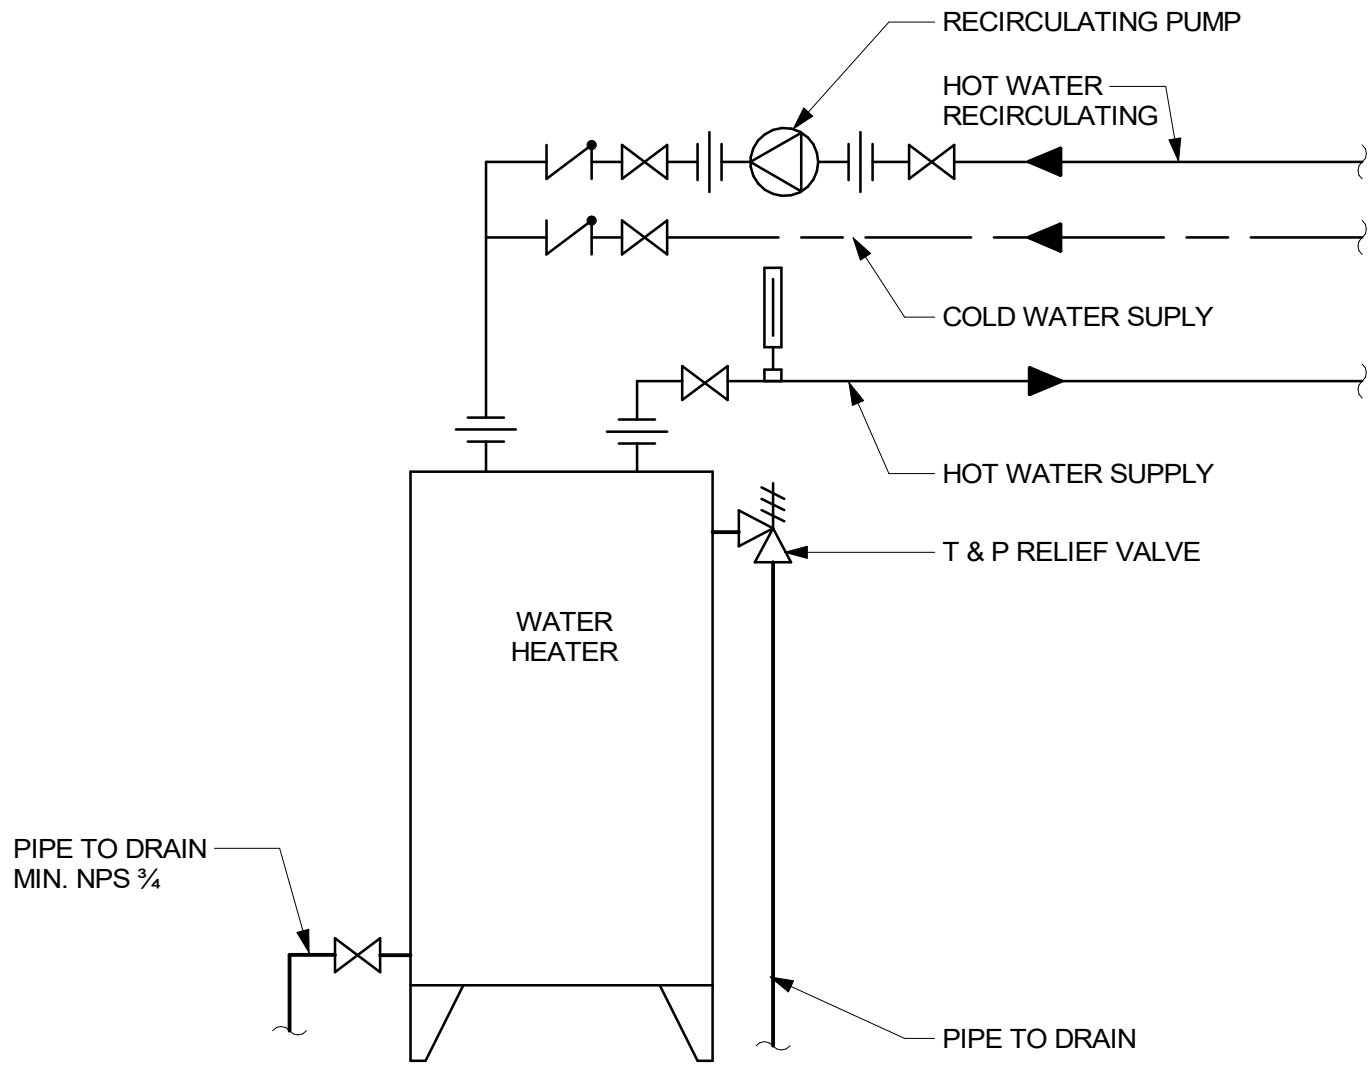 RECIRCULATING PUMP
HOT WATER
RECIRCULATING
COLD WATER SUPLY
HOT WATER SUPPLY
T & P RELIEF VALVE
WATER
HEATER
PIPE TO DRAIN
MIN. NPS ¾
PIPE TO DRAIN